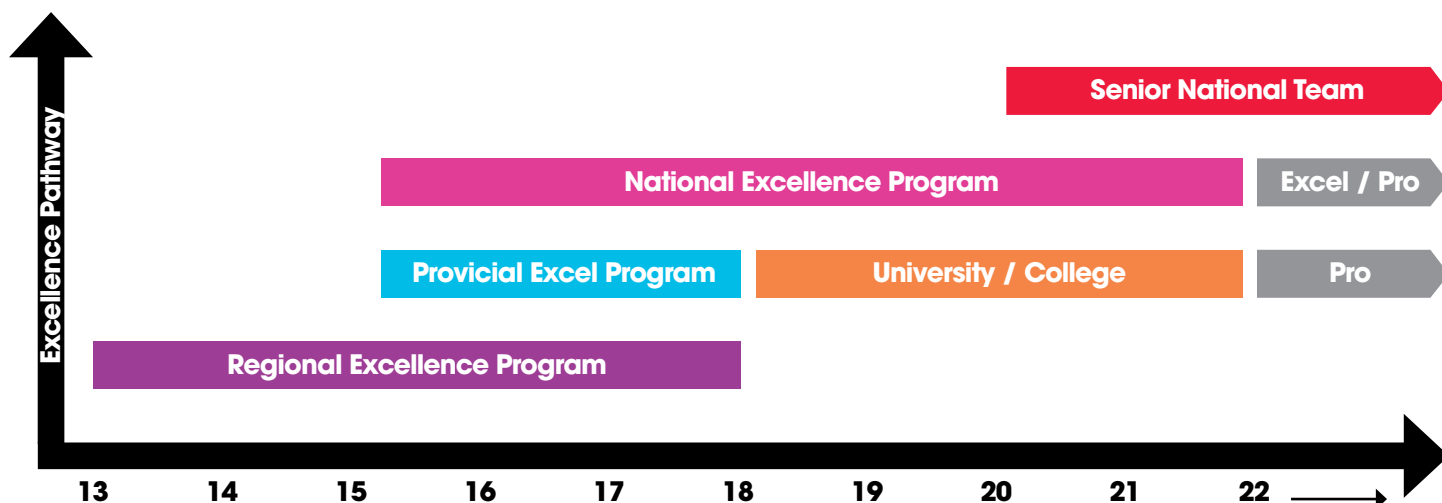 Excellence Pathway
Senior National Team
National Excellence Program
Excel / Pro
Provicial Excel Program
University / College
Pro
Regional Excellence Program
13 14 15 16 17 18 19 20 21 22